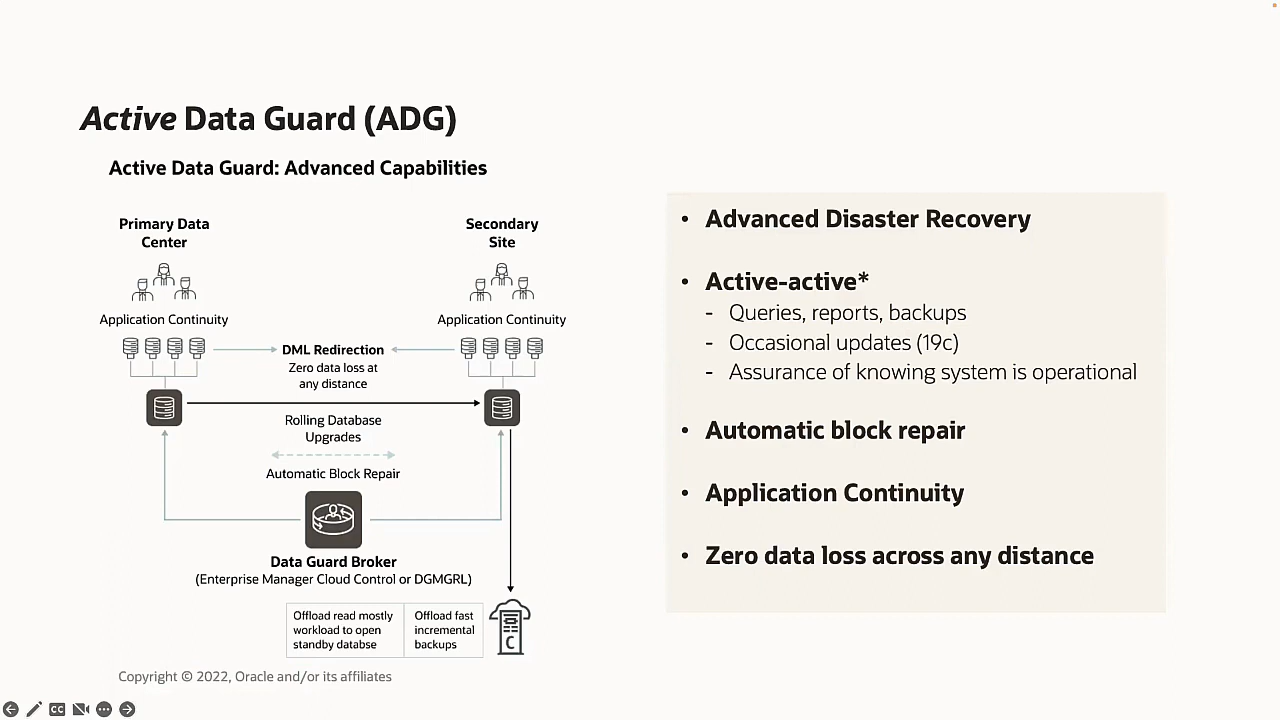 Active Data Guard (ADG)
Active Data Guard: Advanced Capabilities
Primary Data
Center
Secondary
Site
Application Continuity
Application Continuity
DML Redirection
Zero data loss at
any distance
Rolling Database
Upgrades
Automatic Block Repair
Data Guard Broker
(Enterprise Manager Cloud Control or DGMGRL)
Offload read mostly
workload to open
standby databse
Offload fast
incremental
backups
C
• Advanced Disaster Recovery
• Active-active*
- Queries, reports, backups
- Occasional updates (19c)
- Assurance of knowing system is operational
• Automatic block repair
• Application Continuity
• Zero data loss across any distance
Copyright © 2022, Oracle and/or its affiliates
CC